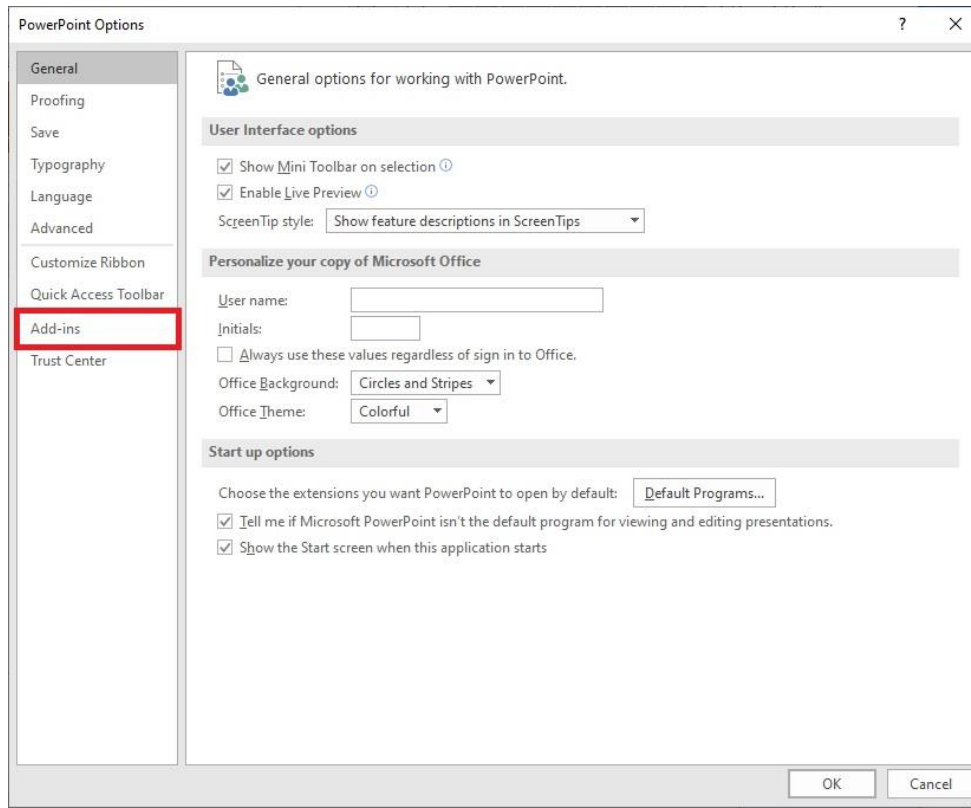 PowerPoint Options
?
General
Proofing
Save
Typography
Language
Advanced
Customize Ribbon
Quick Access Toolbar
Add-ins
Trust Center
General options for working with PowerPoint.
User Interface options
Show Mini Toolbar on selection
Enable Live Preview
ScreenTip style: Show feature descriptions in ScreenTips
Personalize your copy of Microsoft Office
User name:
Initials:
Always use these values regardless of sign in to Office.
Office Background: Circles and Stripes
Office Theme: Colorful
Start up options
Choose the extensions you want PowerPoint to open by default: Default Programs...
Tell me if Microsoft PowerPoint isn't the default program for viewing and editing presentations.
Show the Start screen when this application starts
OK Cancel